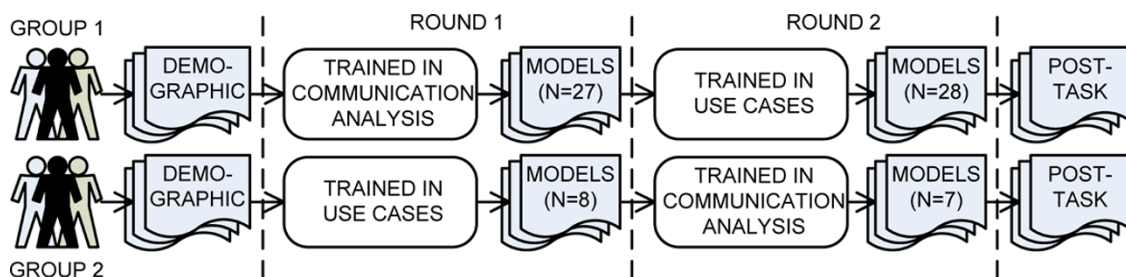 GROUP 1
ROUND 1
ROUND 2
DEMO-
GRAPHIC
TRAINED IN
COMMUNICATION
ANALYSIS
MODELS
(N=27)
TRAINED IN
USE CASES
MODELS
(N=28)
POST-
TASK
DEMO-
GRAPHIC
TRAINED IN
USE CASES
MODELS
(N=8)
TRAINED IN
COMMUNICATION
ANALYSIS
MODELS
(N=7)
POST-
TASK
GROUP 2